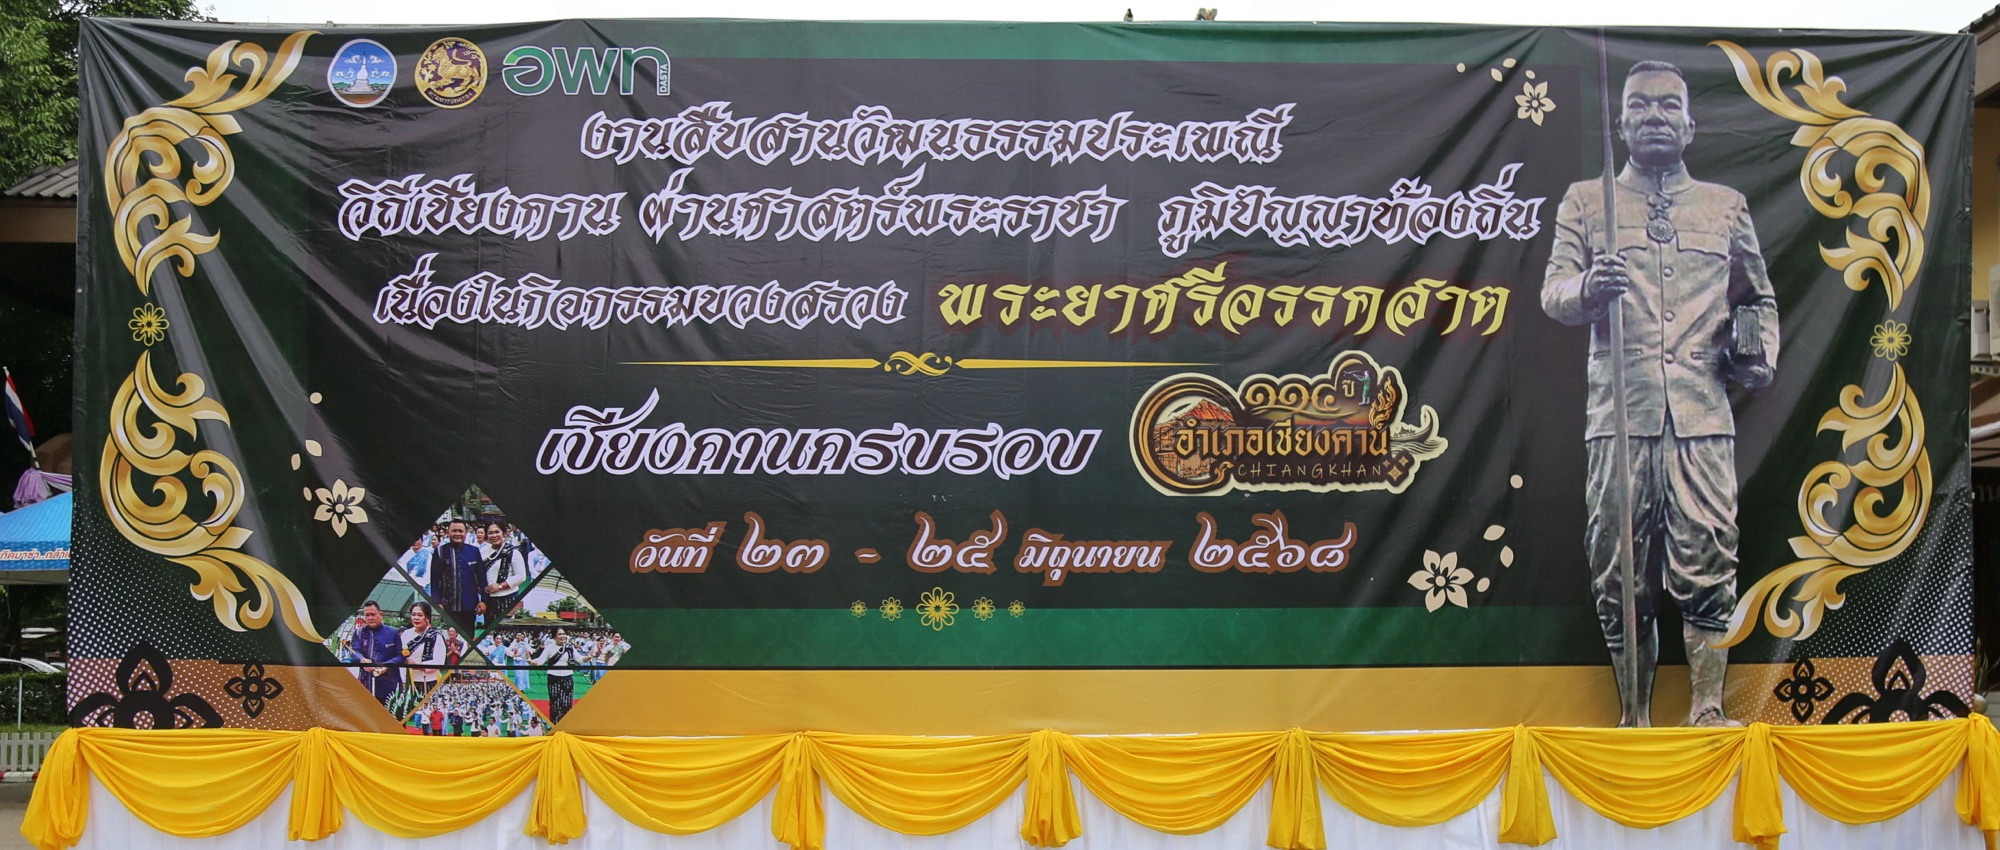 อพท
DASTA
งานสืบสานวัฒนธรรมประเพณี
วิถีเชียงคาน ผ่านศาสตร์พระราชา ภูมิปัญญาท้องถิ่น
เนื่องในกิจกรรมบวงสรวง พระยาศรีอรรคฮาต
เชียงคานครบรอบ
๑๑๔ ปี
อำเภอเชียงคาน
CHIANGKHAN
วันที่ ๒๓ - ๒๕ มิถุนายน ๒๕๖๘